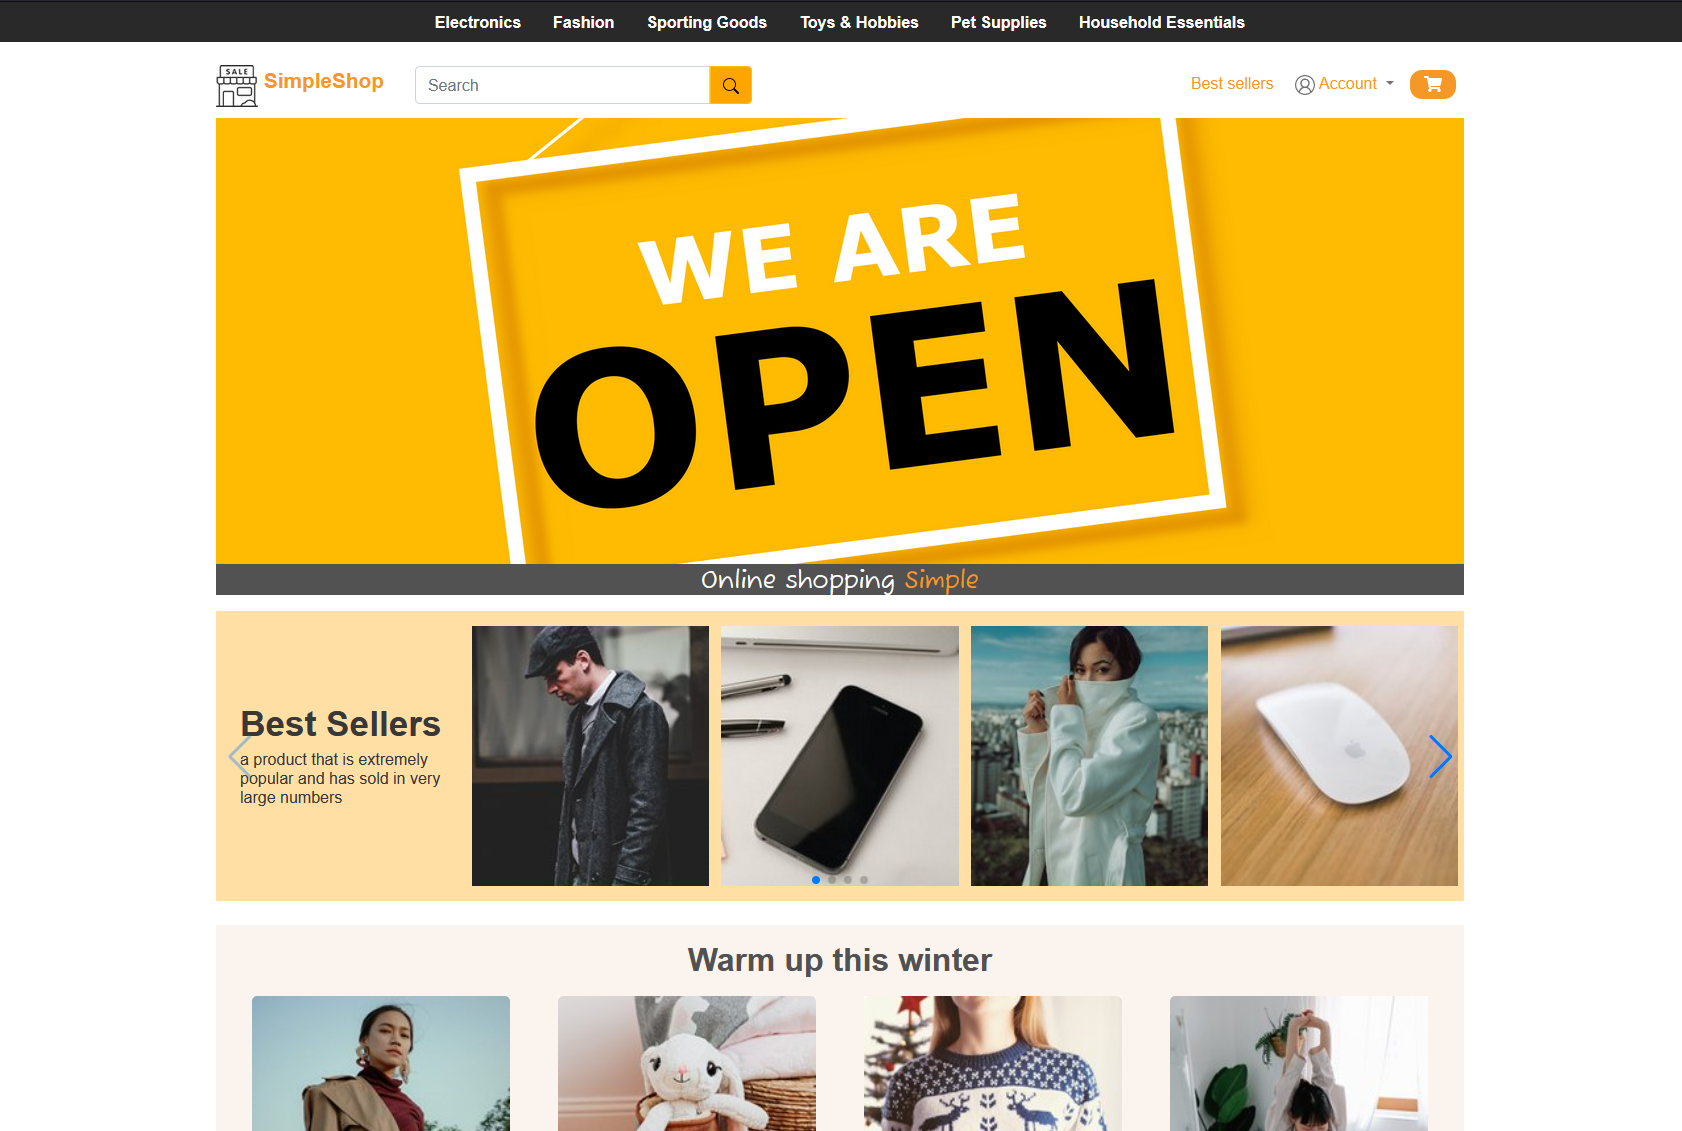 Electronics Fashion Sporting Goods Toys & Hobbies Pet Supplies Household Essentials
SALE
SimpleShop
Search
Best sellers Account
WE ARE
OPEN
Online shopping Simple
Best Sellers
a product that is extremely
popular and has sold in very
large numbers
Warm up this winter